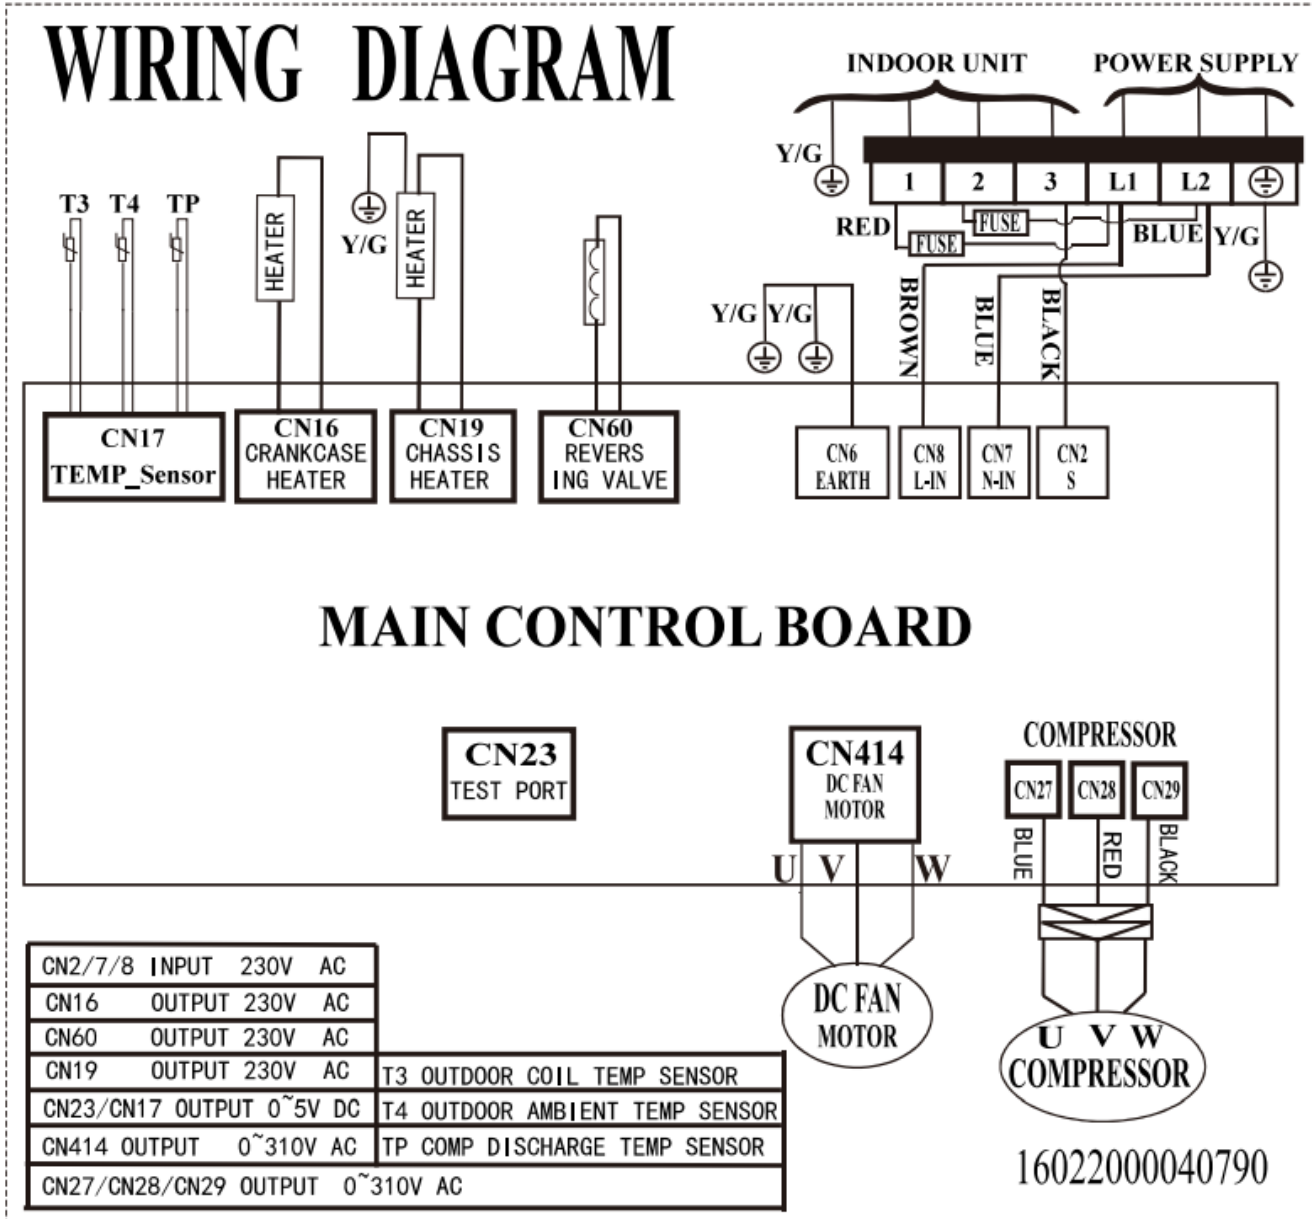 WIRING DIAGRAM
INDOOR UNIT
POWER SUPPLY
Y/G
1
2
3
L1
L2
RED
FUSE
FUSE
BLUE
Y/G
T3
T4
TP
HEATER
Y/G
HEATER
Y/G
Y/G
BROWN
BLUE
BLACK
CN17
TEMP_Sensor
CN16
CRANKCASE
HEATER
CN19
CHASSIS
HEATER
CN60
REVERS
ING VALVE
CN6
EARTH
CN8
L-IN
CN7
N-IN
CN2
S
MAIN CONTROL BOARD
CN23
TEST PORT
CN414
DC FAN
MOTOR
U
V
W
COMPRESSOR
CN27
CN28
CN29
BLUE
RED
BLACK
DC FAN
MOTOR
U V W
COMPRESSOR
CN2/7/8 INPUT 230V AC
CN16 OUTPUT 230V AC
CN60 OUTPUT 230V AC
CN19 OUTPUT 230V AC
T3 OUTDOOR COIL TEMP SENSOR
CN23/CN17 OUTPUT 0~5V DC
T4 OUTDOOR AMBIENT TEMP SENSOR
CN414 OUTPUT 0~310V AC
TP COMP DISCHARGE TEMP SENSOR
CN27/CN28/CN29 OUTPUT 0~310V AC
16022000040790